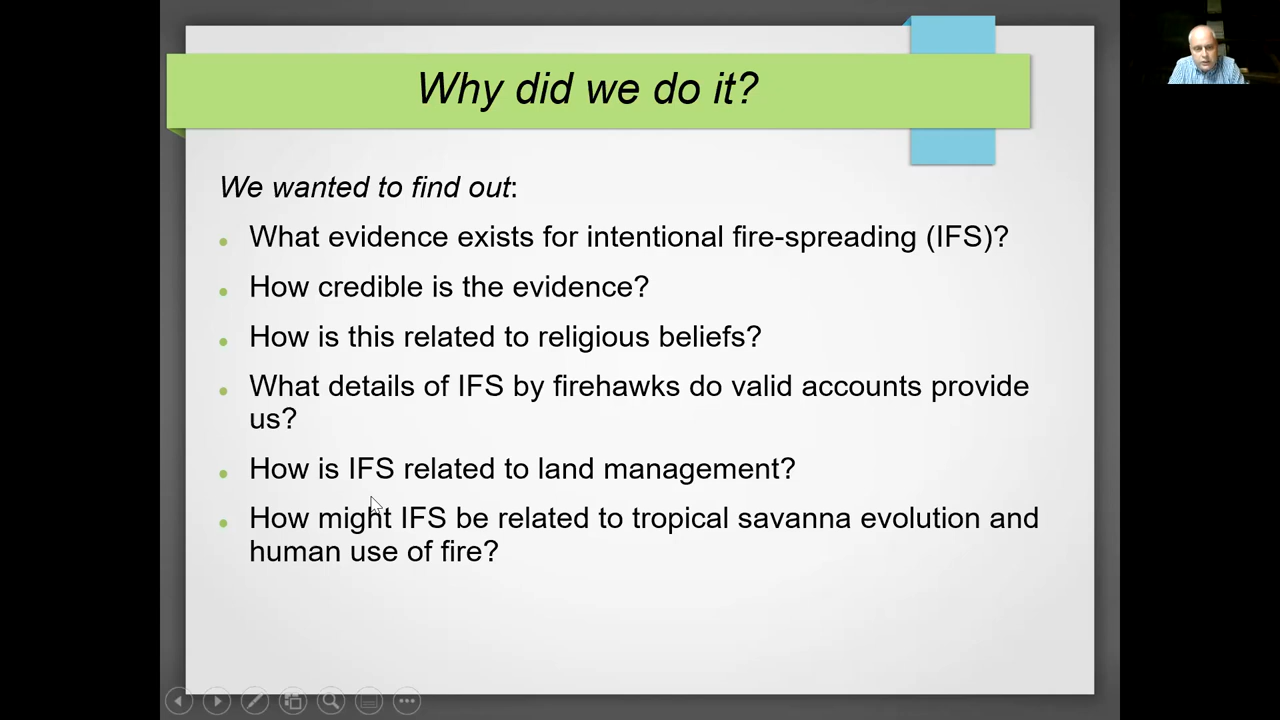 Why did we do it?
We wanted to find out:
What evidence exists for intentional fire-spreading (IFS)?
How credible is the evidence?
How is this related to religious beliefs?
What details of IFS by firehawks do valid accounts provide
us?
How is IFS related to land management?
How might IFS be related to tropical savanna evolution and
human use of fire?